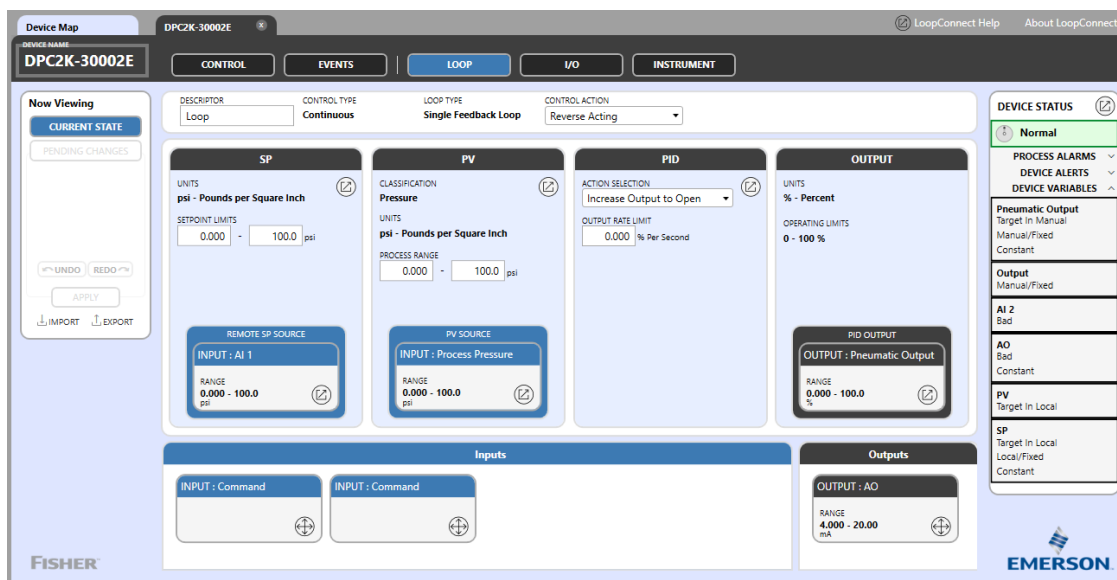 Device Map
DPC2K-30002E
LoopConnect Help
About LoopConnect
DEVICE NAME
DPC2K-30002E
CONTROL
EVENTS
LOOP
I/O
INSTRUMENT
Now Viewing
CURRENT STATE
PENDING CHANGES
UNDO
REDO
APPLY
IMPORT
EXPORT
DESCRIPTOR
Loop
CONTROL TYPE
Continuous
LOOP TYPE
Single Feedback Loop
CONTROL ACTION
Reverse Acting
SP
UNITS
psi - Pounds per Square Inch
SETPOINT LIMITS
0.000 - 100.0 psi
REMOTE SP SOURCE
INPUT : AI 1
RANGE
0.000 - 100.0
psi
PV
CLASSIFICATION
Pressure
UNITS
psi - Pounds per Square Inch
PROCESS RANGE
0.000 - 100.0 psi
PV SOURCE
INPUT : Process Pressure
RANGE
0.000 - 100.0
psi
PID
ACTION SELECTION
Increase Output to Open
OUTPUT RATE LIMIT
0.000 % Per Second
OUTPUT
UNITS
% - Percent
OPERATING LIMITS
0 - 100 %
PID OUTPUT
OUTPUT : Pneumatic Output
RANGE
0.000 - 100.0
%
Inputs
INPUT : Command
INPUT : Command
Outputs
OUTPUT : AO
RANGE
4.000 - 20.00
mA
DEVICE STATUS
Normal
PROCESS ALARMS
DEVICE ALERTS
DEVICE VARIABLES
Pneumatic Output
Target In Manual
Manual/Fixed
Constant
Output
Manual/Fixed
AI 2
Bad
AO
Bad
Constant
PV
Target In Local
SP
Target In Local
Local/Fixed
Constant
FISHER
EMERSON